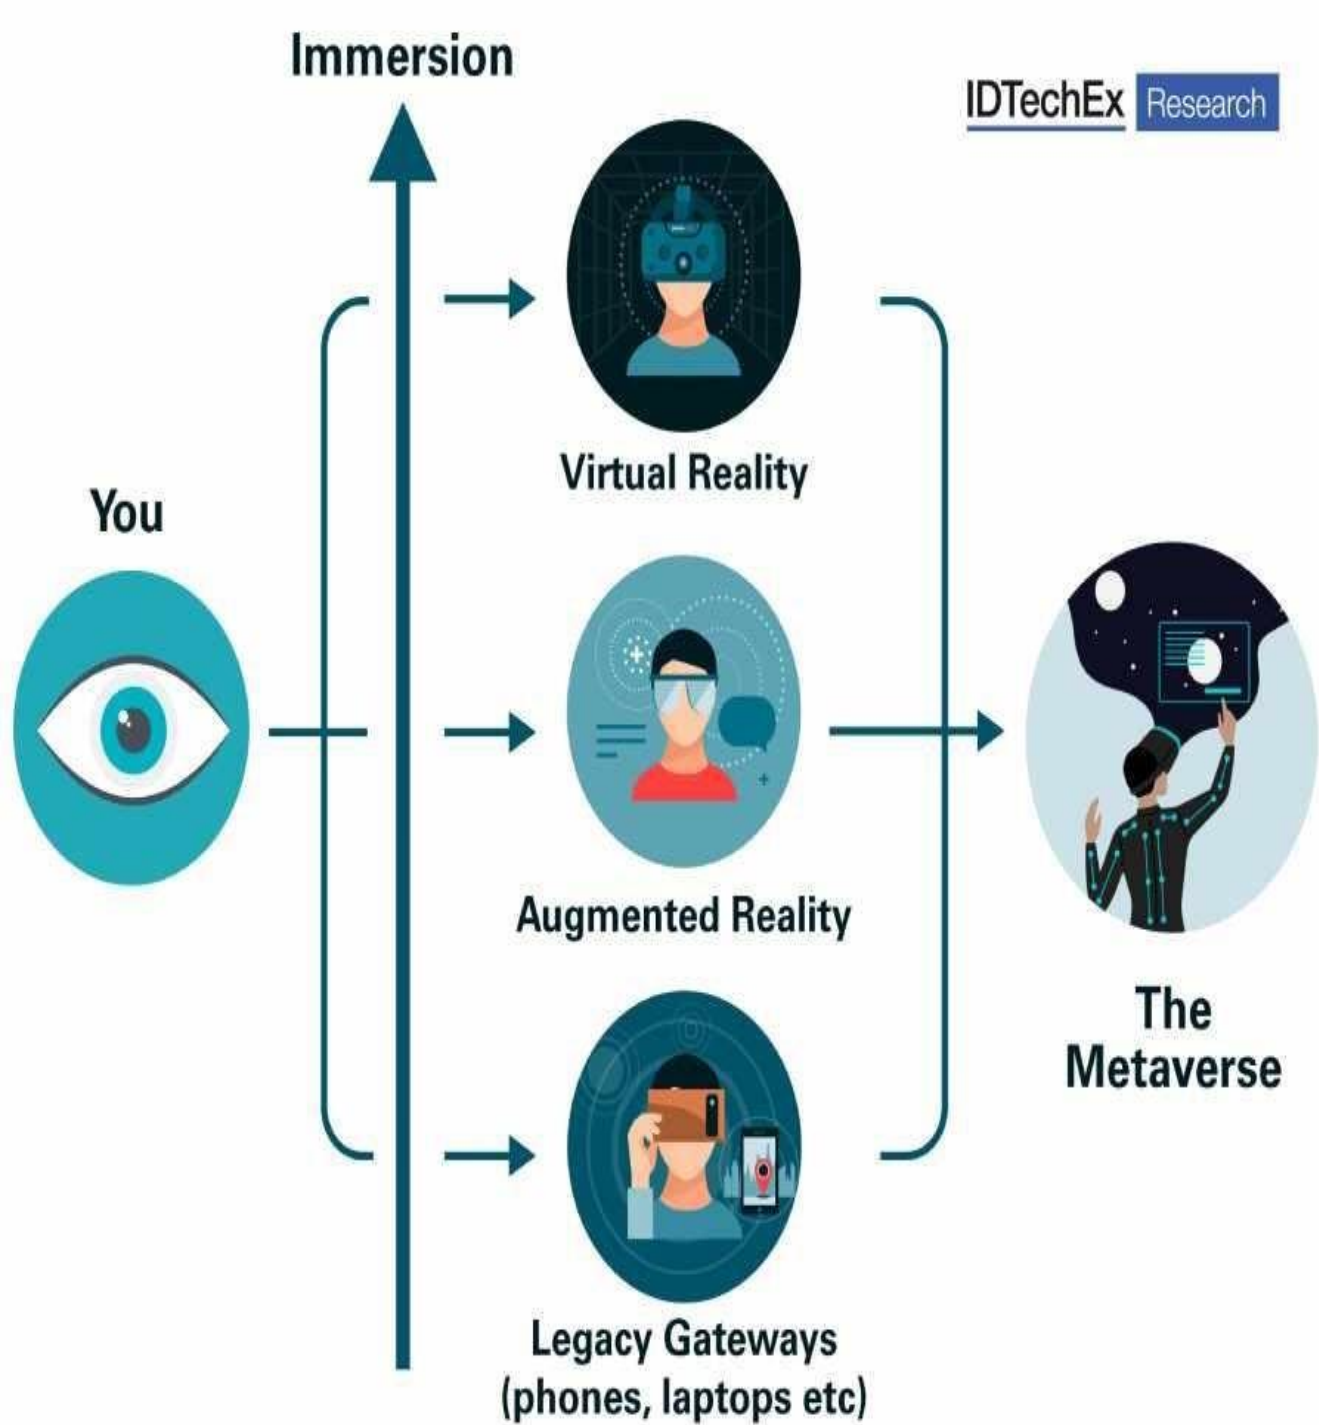 Immersion
IDTechEx Research
Virtual Reality
You
Augmented Reality
The
Metaverse
Legacy Gateways
(phones, laptops etc)